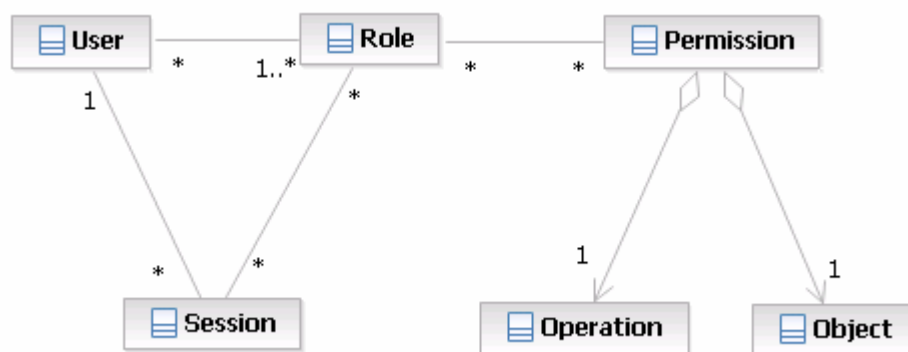 User
Role
Permission
*
1..*
*
*
1
*
1
1
*
*
Session
Operation
Object